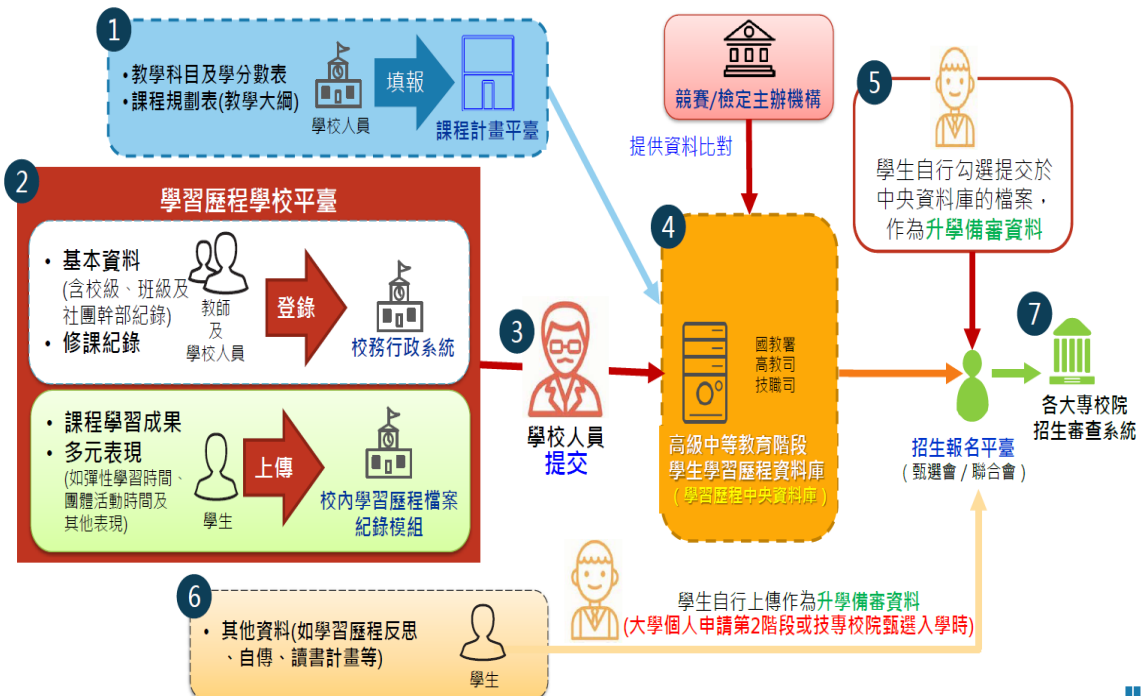 1
•教學科目及學分數表
•課程規劃表(教學大綱)
學校人員
填報
課程計畫平臺
競賽/檢定主辦機構
提供資料比對
5
學生自行勾選提交於
中央資料庫的檔案，
作為升學備審資料
2
學習歷程學校平臺
• 基本資料
(含校級、班級及
社團幹部紀錄)
• 修課紀錄
教師
及
學校人員
登錄
校務行政系統
• 課程學習成果
• 多元表現
(如彈性學習時間、
團體活動時間及
其他表現)
學生
上傳
校內學習歷程檔案
紀錄模組
3
學校人員
提交
4
國教署
高教司
技職司
高級中等教育階段
學生學習歷程資料庫
(學習歷程中央資料庫)
招生報名平臺
(甄選會/聯合會)
7
各大專校院
招生審查系統
6
• 其他資料(如學習歷程反思
、自傳、讀書計畫等)
學生
學生自行上傳作為升學備審資料
(大學個人申請第2階段或技專校院甄選入學時)